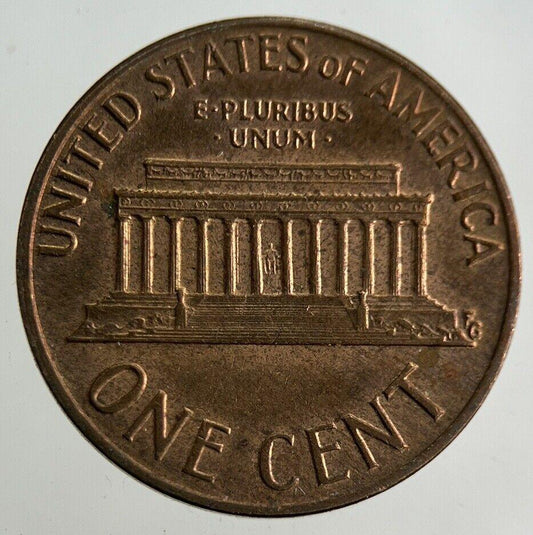 UNITED STATES OF AMERICA
E·PLURIBUS
·UNUM·
FG
ONE CENT